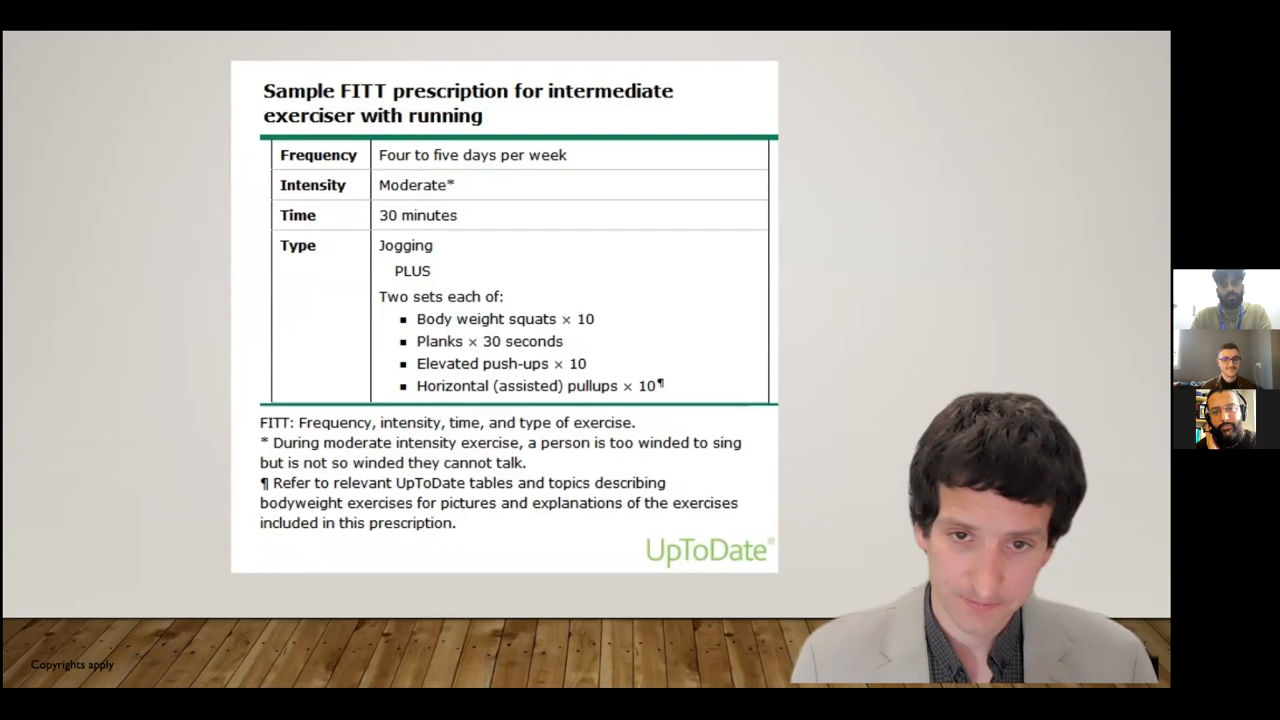 Sample FITT prescription for intermediate
exerciser with running
Frequency Four to five days per week
Intensity Moderate*
Time 30 minutes
Type Jogging
PLUS
Two sets each of:
▪ Body weight squats × 10
▪ Planks × 30 seconds
▪ Elevated push-ups × 10
▪ Horizontal (assisted) pullups × 10¶
FITT: Frequency, intensity, time, and type of exercise.
* During moderate intensity exercise, a person is too winded to sing
but is not so winded they cannot talk.
¶ Refer to relevant UpToDate tables and topics describing
bodyweight exercises for pictures and explanations of the exercises
included in this prescription.
UpToDate®
Copyrights apply